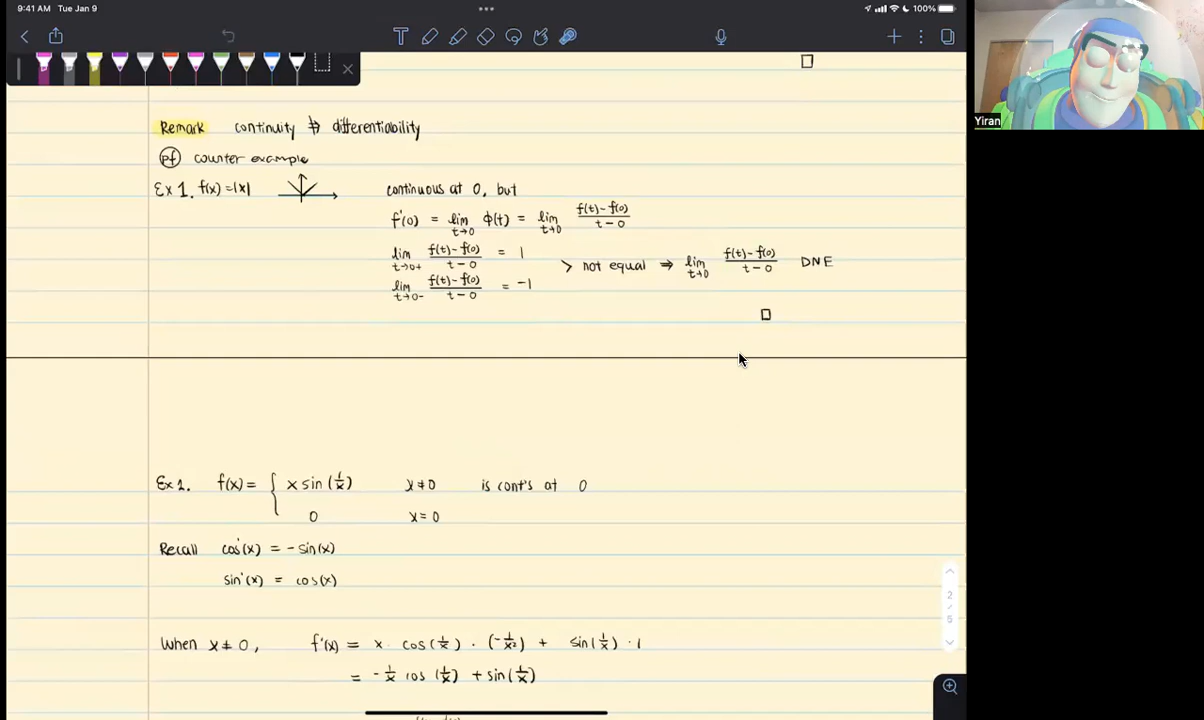 9:41 AM Tue Jan 9
100%
Yiran
Remark continuity ⇏ differentiability
pf counter example
Ex 1. f(x) = |x| continuous at 0, but
f'(0) = lim_{t→0} ϕ(t) = lim_{t→0} (f(t)-f(0))/(t-0)
lim_{t→0+} (f(t)-f(0))/(t-0) = 1
> not equal ⇒ lim_{t→0} (f(t)-f(0))/(t-0) DNE
lim_{t→0-} (f(t)-f(0))/(t-0) = -1
□
Ex 2. f(x) = { x sin(1/x) x≠0 is cont's at 0
0 x=0
Recall cos'(x) = -sin(x)
sin'(x) = cos(x)
2/5
When x≠0, f'(x) = x · cos(1/x) · (-1/x²) + sin(1/x) · 1
= -1/x cos(1/x) + sin(1/x)